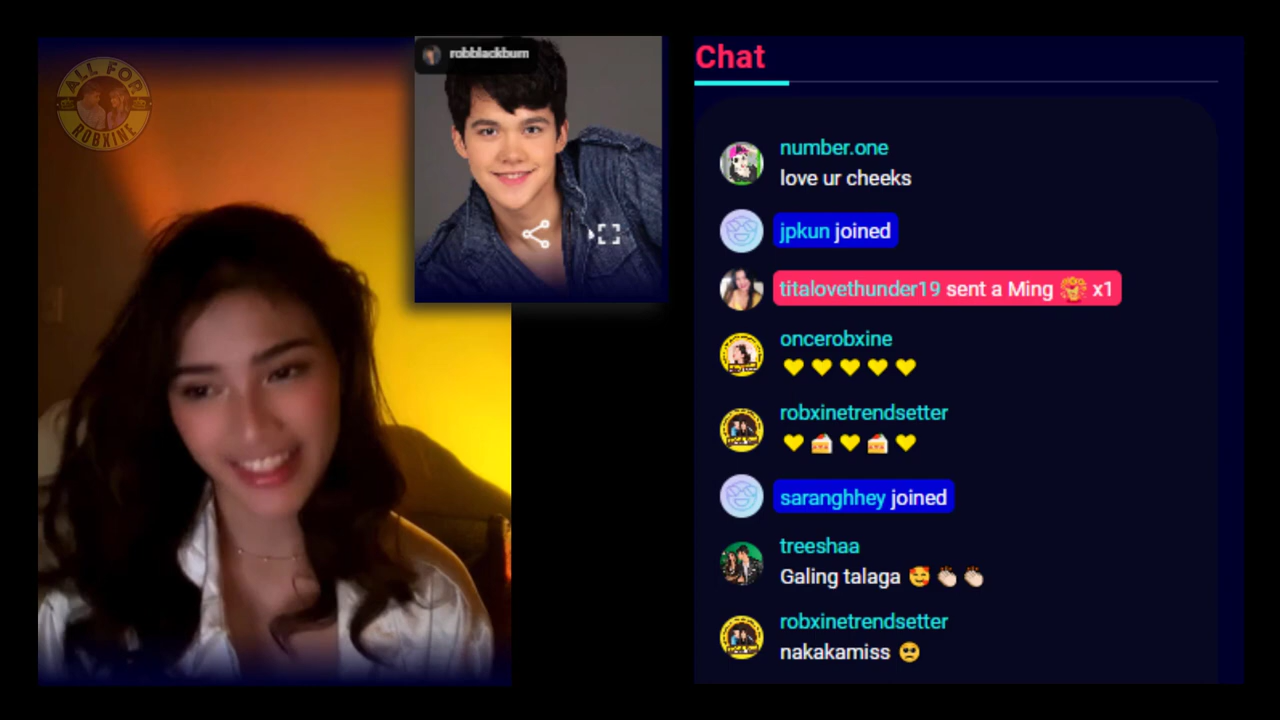 ALL FOR
ROBXINE
robblackburn
Chat
number.one
love ur cheeks
jpkun joined
titalovethunder19 sent a Ming x1
oncerobxine
💛 💛 💛 💛 💛
robxinetrendsetter
💛 🍰 💛 🍰 💛
saranghhey joined
treeshaa
Galing talaga 🥰 👏🏻 👏🏻
robxinetrendsetter
nakakamiss 🥺